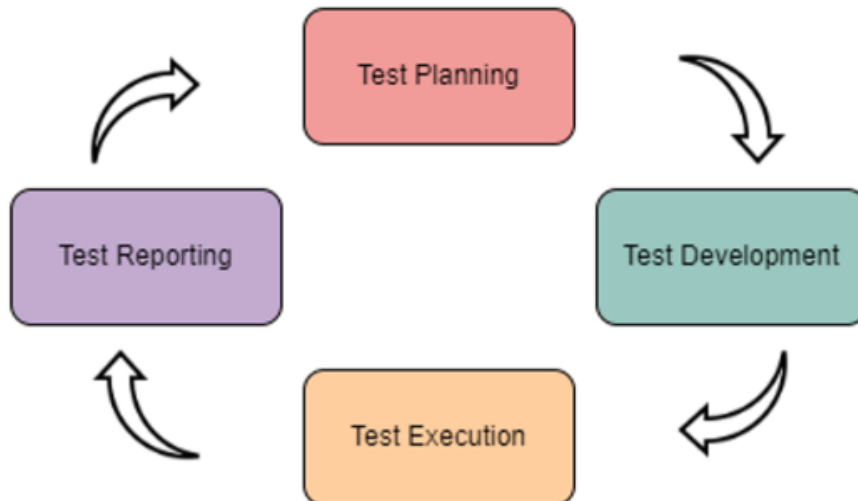 Test Planning
Test Reporting
Test Development
Test Execution